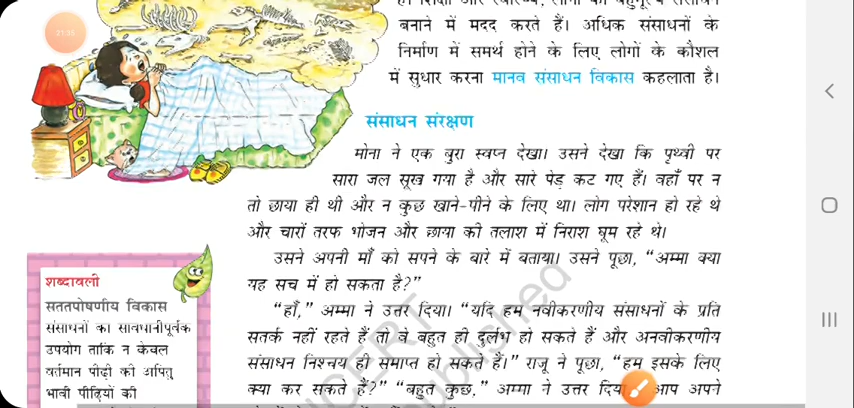 बनाने में मदद करते हैं। अधिक संसाधनों के
निर्माण में समर्थ होने के लिए लोगों के कौशल
में सुधार करना मानव संसाधन विकास कहलाता है।
संसाधन संरक्षण
मोना ने एक बुरा स्वप्न देखा। उसने देखा कि पृथ्वी पर
सारा जल सूख गया है और सारे पेड़ कट गए हैं। वहाँ पर न
तो छाया ही थी और न कुछ खाने-पीने के लिए था। लोग परेशान हो रहे थे
और चारों तरफ भोजन और छाया की तलाश में निराश घूम रहे थे।
उसने अपनी माँ को सपने के बारे में बताया। उसने पूछा, “अम्मा क्या
यह सच में हो सकता है?”
“हाँ,” अम्मा ने उत्तर दिया। “यदि हम नवीकरणीय संसाधनों के प्रति
सतर्क नहीं रहते हैं तो वे बहुत ही दुर्लभ हो सकते हैं और अनवीकरणीय
संसाधन निश्चय ही समाप्त हो सकते हैं।” राजू ने पूछा, “हम इसके लिए
क्या कर सकते हैं?” “बहुत कुछ,” अम्मा ने उत्तर दिया आप अपने
शब्दावली
सततपोषणीय विकास
संसाधनों का सावधानीपूर्वक
उपयोग ताकि न केवल
वर्तमान पीढ़ी की अपितु
भावी पीढ़ियों की